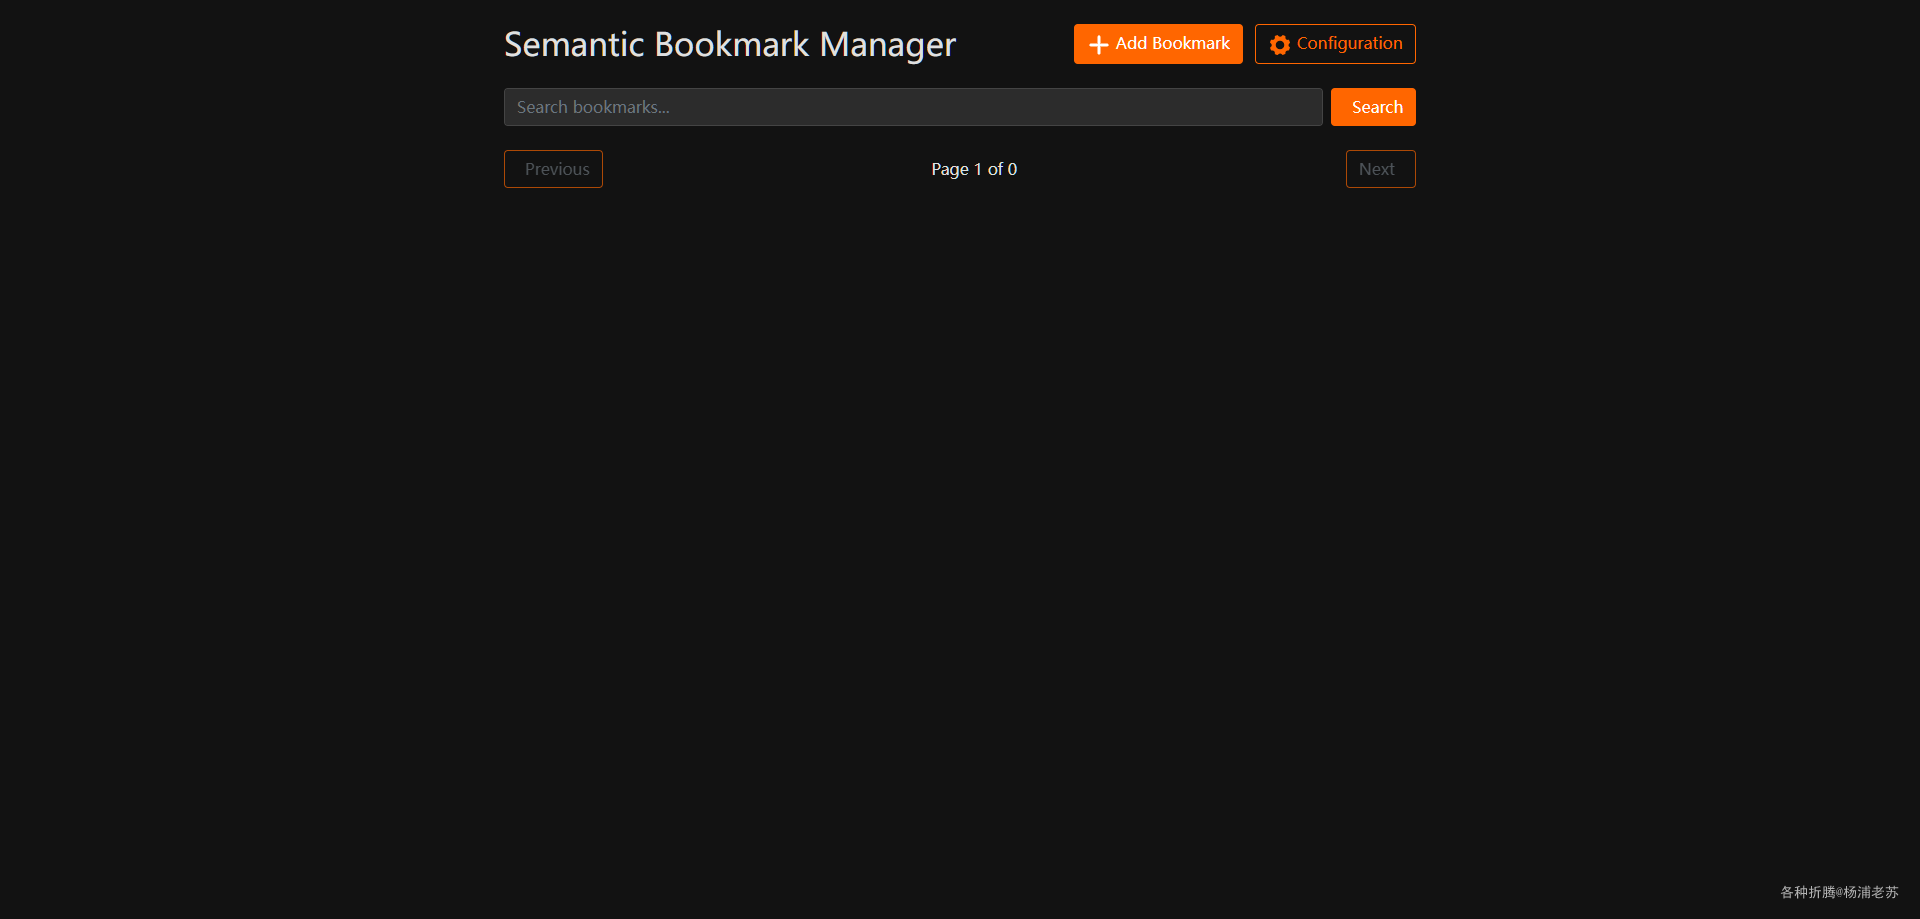 Semantic Bookmark Manager
Add Bookmark
Configuration
Search bookmarks...
Search
Previous
Page 1 of 0
Next
各种折腾@杨浦老苏